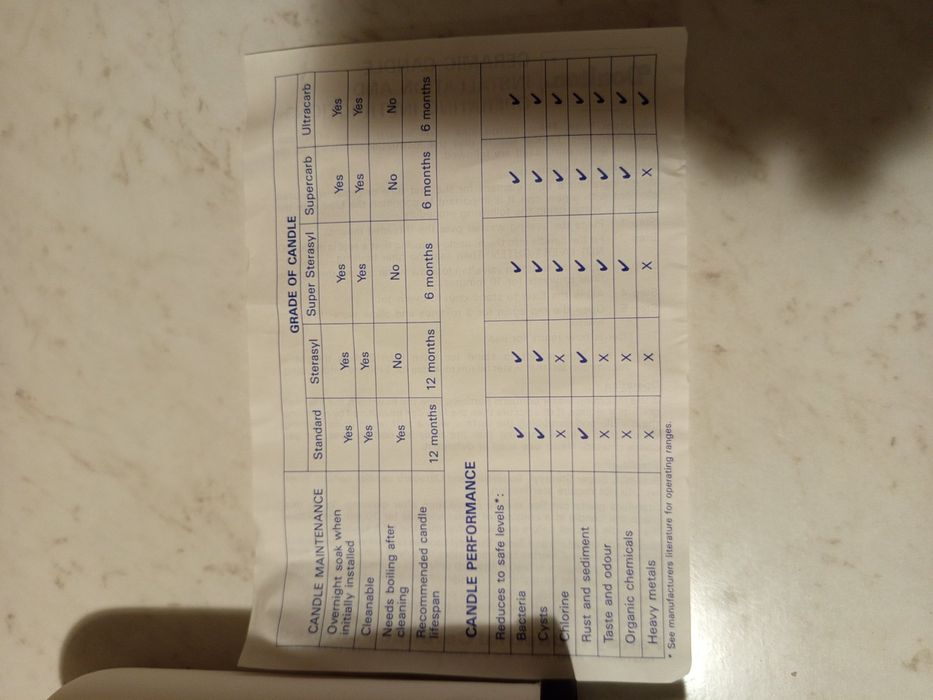 GRADE OF CANDLE
CANDLE MAINTENANCE Standard Sterasyl Super Sterasyl Supercarb Ultracarb
Overnight soak when
initially installed Yes Yes Yes Yes Yes
Cleanable Yes Yes Yes Yes Yes
Needs boiling after
cleaning Yes No No No No
Recommended candle
lifespan 12 months 12 months 6 months 6 months 6 months
CANDLE PERFORMANCE
Reduces to safe levels*:
Bacteria ✓ ✓ ✓ ✓ ✓
Cysts ✓ ✓ ✓ ✓ ✓
Chlorine X X ✓ ✓ ✓
Rust and sediment ✓ ✓ ✓ ✓ ✓
Taste and odour X X ✓ ✓ ✓
Organic chemicals X X ✓ ✓ ✓
Heavy metals X X X X ✓
* See manufacturers literature for operating ranges.